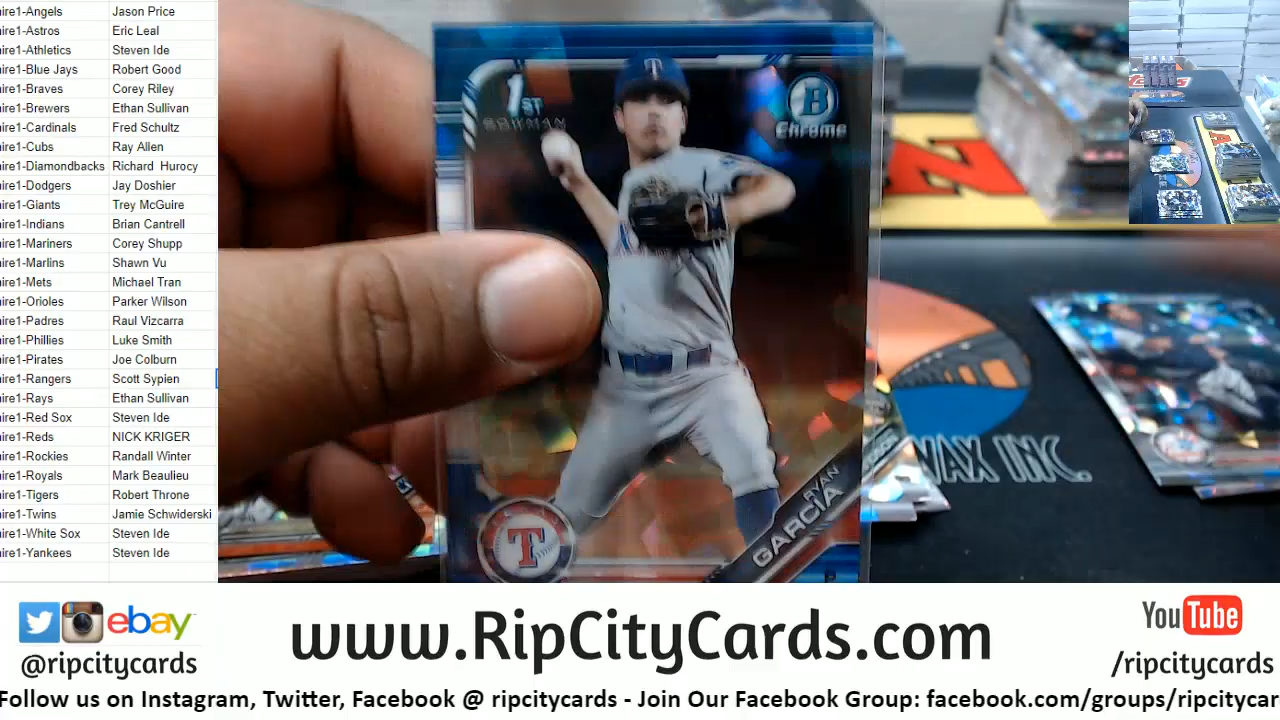 ire1-Angels Jason Price
ire1-Astros Eric Leal
ire1-Athletics Steven Ide
ire1-Blue Jays Robert Good
ire1-Braves Corey Riley
ire1-Brewers Ethan Sullivan
ire1-Cardinals Fred Schultz
ire1-Cubs Ray Allen
ire1-Diamondbacks Richard Hurocy
ire1-Dodgers Jay Doshier
ire1-Giants Trey McGuire
ire1-Indians Brian Cantrell
ire1-Mariners Corey Shupp
ire1-Marlins Shawn Vu
ire1-Mets Michael Tran
ire1-Orioles Parker Wilson
ire1-Padres Raul Vizcarra
ire1-Phillies Luke Smith
ire1-Pirates Joe Colburn
ire1-Rangers Scott Sypien
ire1-Rays Ethan Sullivan
ire1-Red Sox Steven Ide
ire1-Reds NICK KRIGER
ire1-Rockies Randall Winter
ire1-Royals Mark Beaulieu
ire1-Tigers Robert Throne
ire1-Twins Jamie Schwiderski
ire1-White Sox Steven Ide
ire1-Yankees Steven Ide
1ST
BOWMAN
T
B
Chrome
RYAN
GARCIA
T
P
WAX INC.
ebay
@ripcitycards
www.RipCityCards.com
YouTube
/ripcitycards
Follow us on Instagram, Twitter, Facebook @ ripcitycards - Join Our Facebook Group: facebook.com/groups/ripcitycar